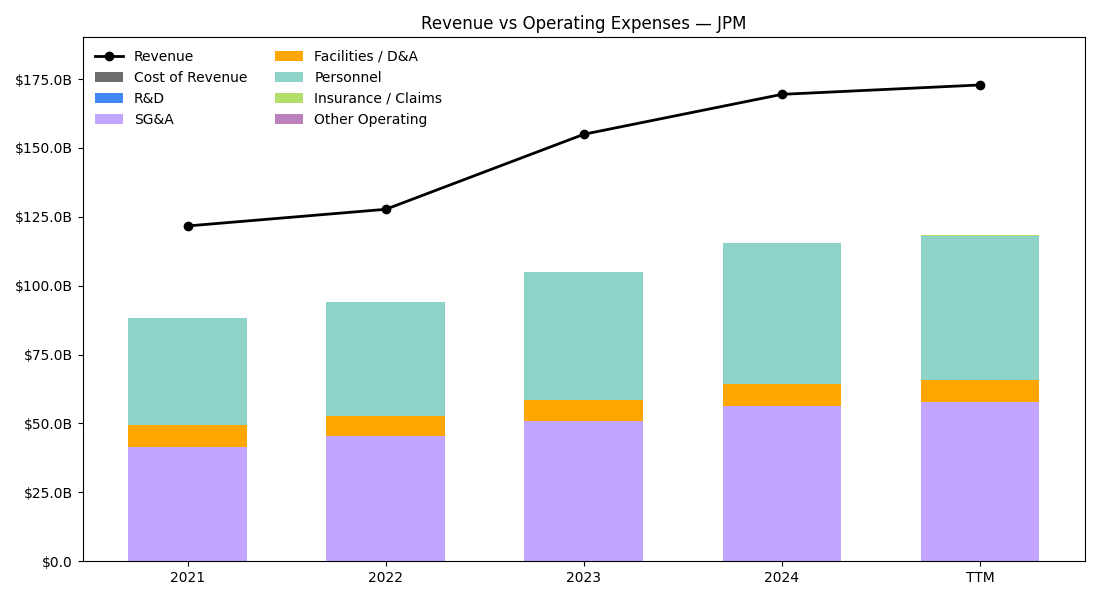 Revenue vs Operating Expenses — JPM
Revenue
Cost of Revenue
R&D
SG&A
Facilities / D&A
Personnel
Insurance / Claims
Other Operating
$175.0B
$150.0B
$125.0B
$100.0B
$75.0B
$50.0B
$25.0B
$0.0
2021 2022 2023 2024 TTM